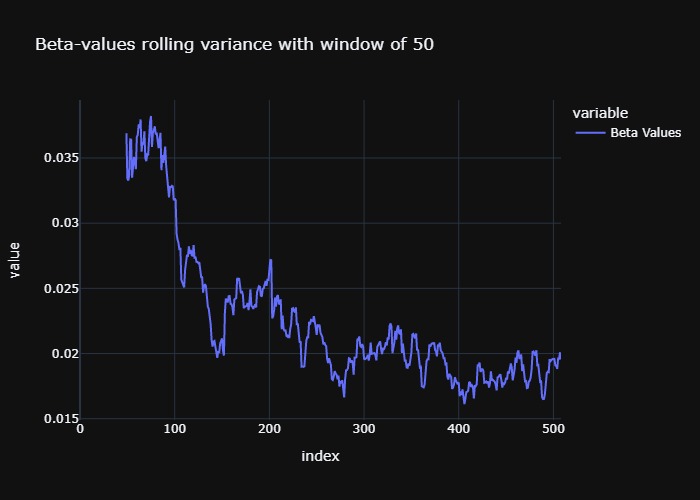 Beta-values rolling variance with window of 50
variable
Beta Values
0.035
0.03
0.025
0.02
0.015
value
0 100 200 300 400 500
index